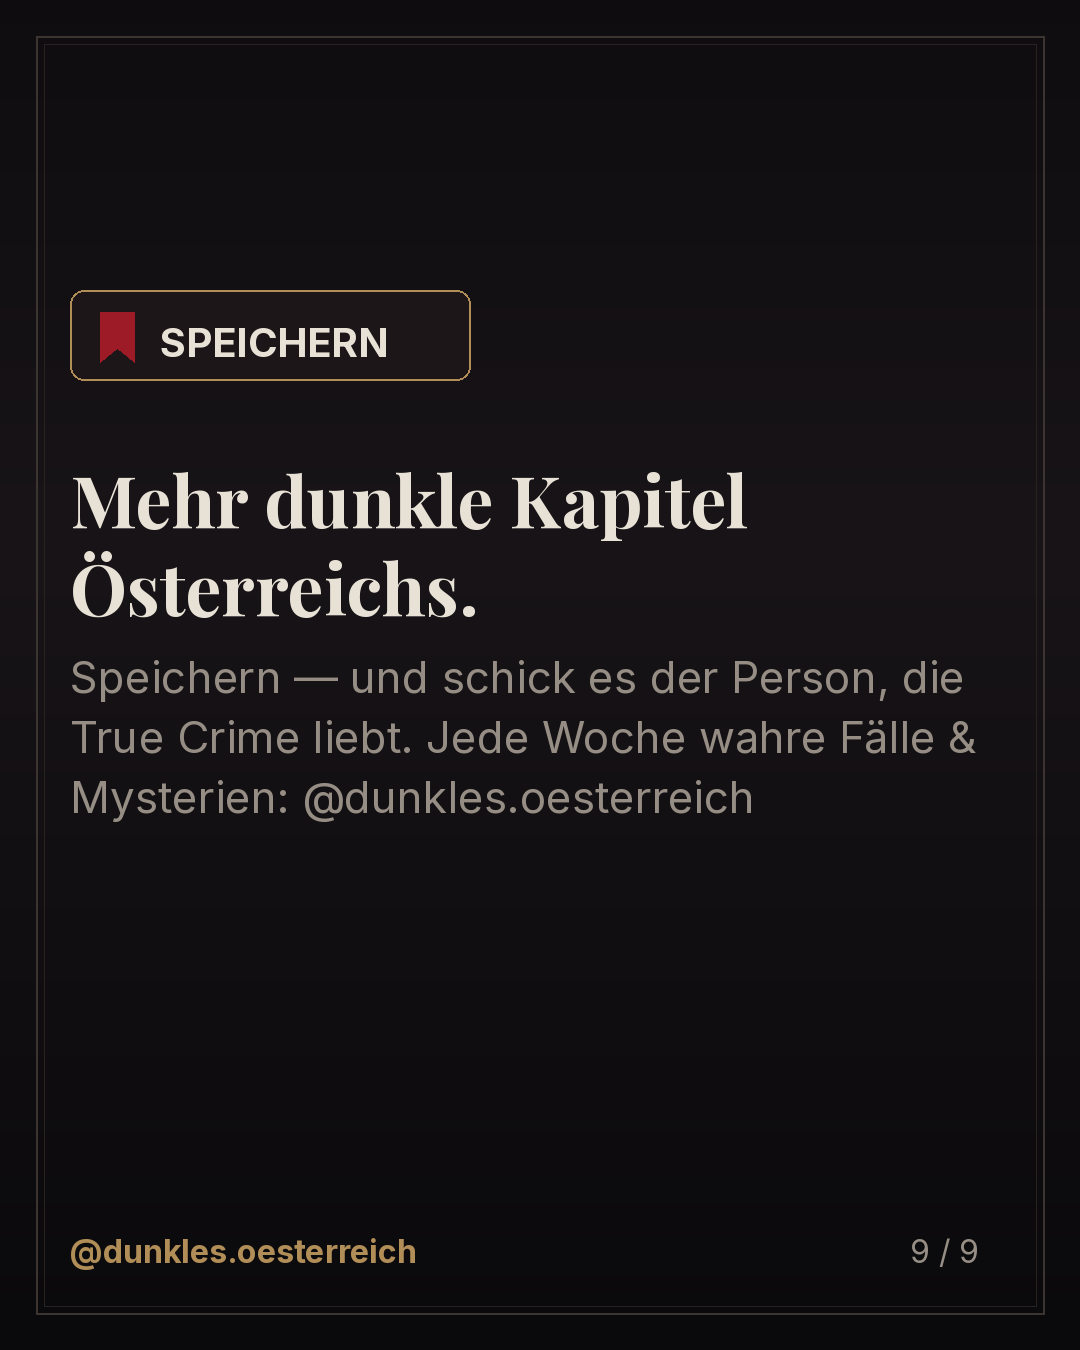 SPEICHERN
Mehr dunkle Kapitel
Österreichs.
Speichern — und schick es der Person, die
True Crime liebt. Jede Woche wahre Fälle &
Mysterien: @dunkles.oesterreich
@dunkles.oesterreich
9 / 9